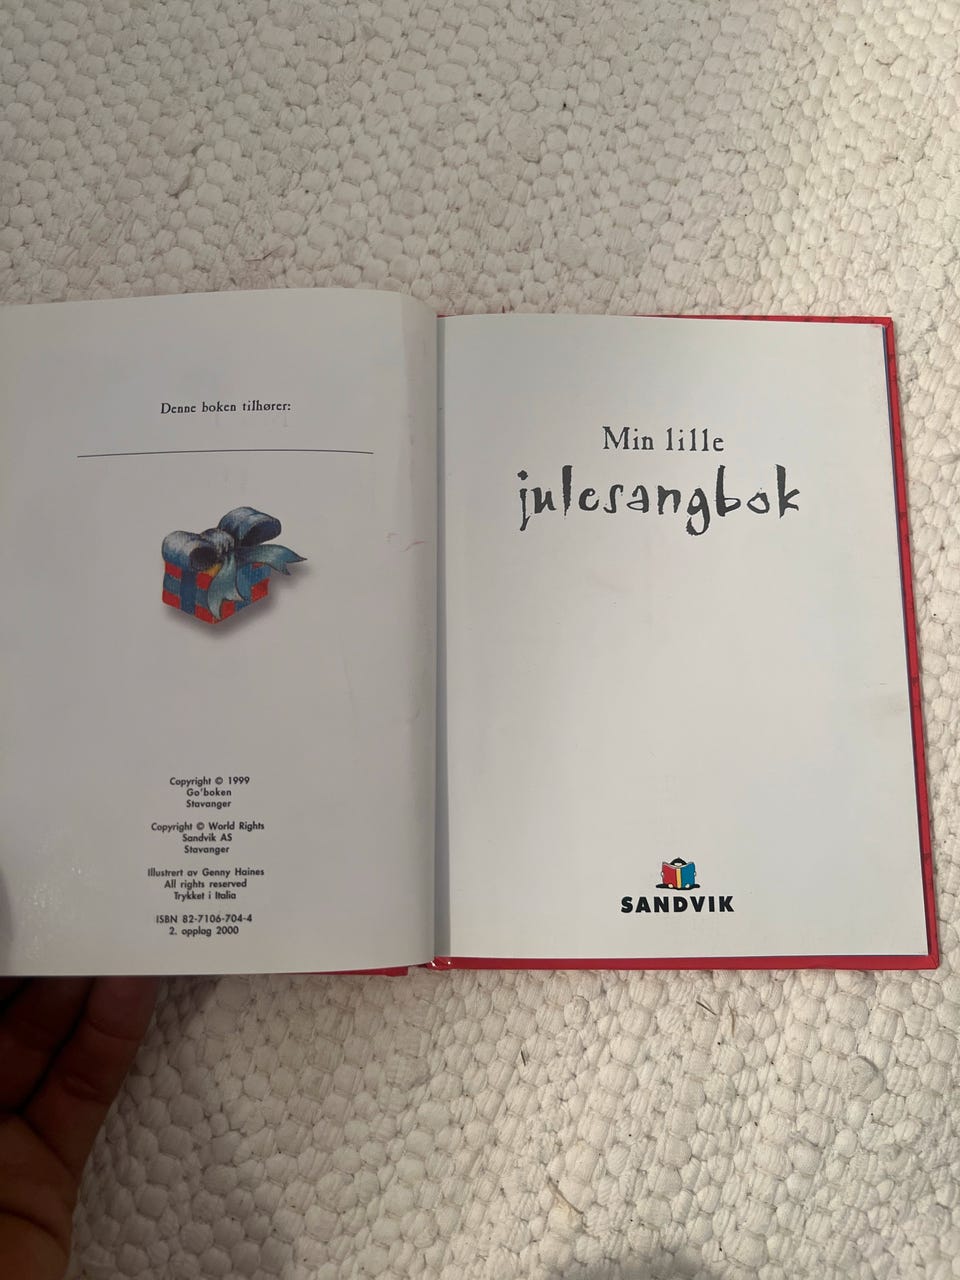 Denne boken tilhører:
Copyright © 1999
Go'boken
Stavanger
Copyright © World Rights
Sandvik AS
Stavanger
Illustrert av Genny Haines
All rights reserved
Trykket i Italia
ISBN 82-7106-704-4
2. opplag 2000
Min lille
julesangbok
SANDVIK